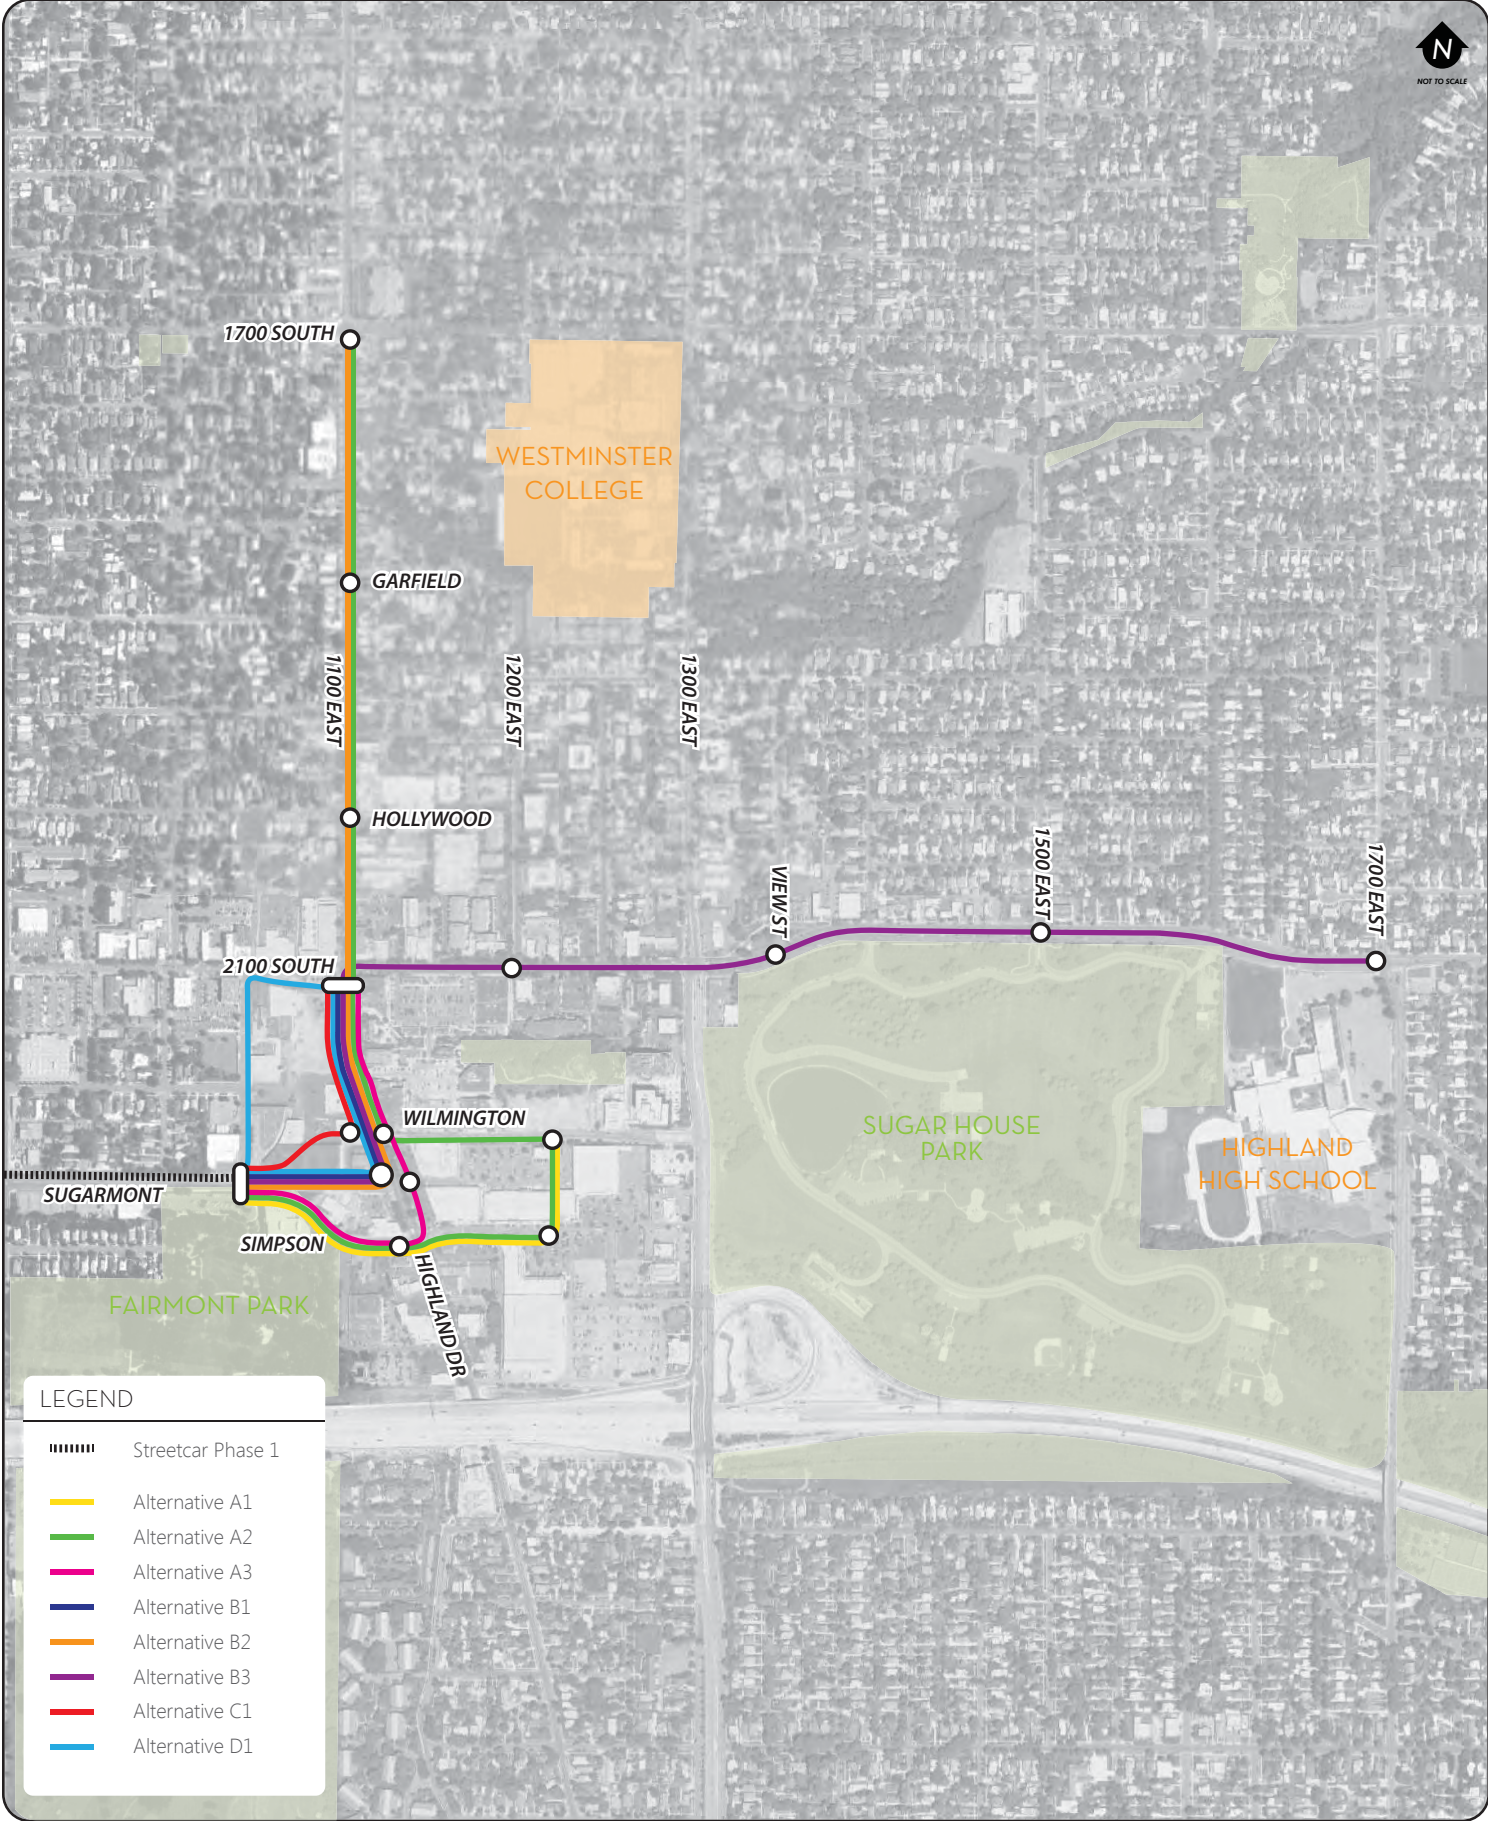 N
NOT TO SCALE
1700 SOUTH
WESTMINSTER
COLLEGE
GARFIELD
1100 EAST
1200 EAST
1300 EAST
HOLLYWOOD
VIEW ST
1500 EAST
1700 EAST
2100 SOUTH
WILMINGTON
SUGAR HOUSE
PARK
HIGHLAND
HIGH SCHOOL
SUGARMONT
SIMPSON
HIGHLAND DR
FAIRMONT PARK
LEGEND
Streetcar Phase 1
Alternative A1
Alternative A2
Alternative A3
Alternative B1
Alternative B2
Alternative B3
Alternative C1
Alternative D1